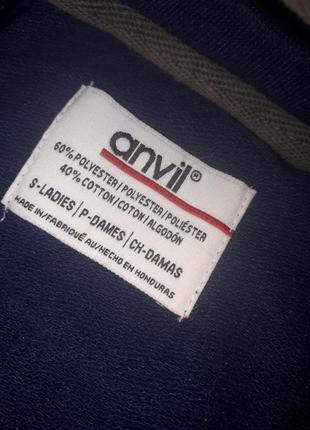 anvil®
60% POLYESTER/POLYESTER/POLIÉSTER
40% COTTON/COTON/ALGODÓN
S-LADIES/P-DAMES/CH-DAMAS
MADE IN/FABRIQUÉ AU/HECHO EN HONDURAS